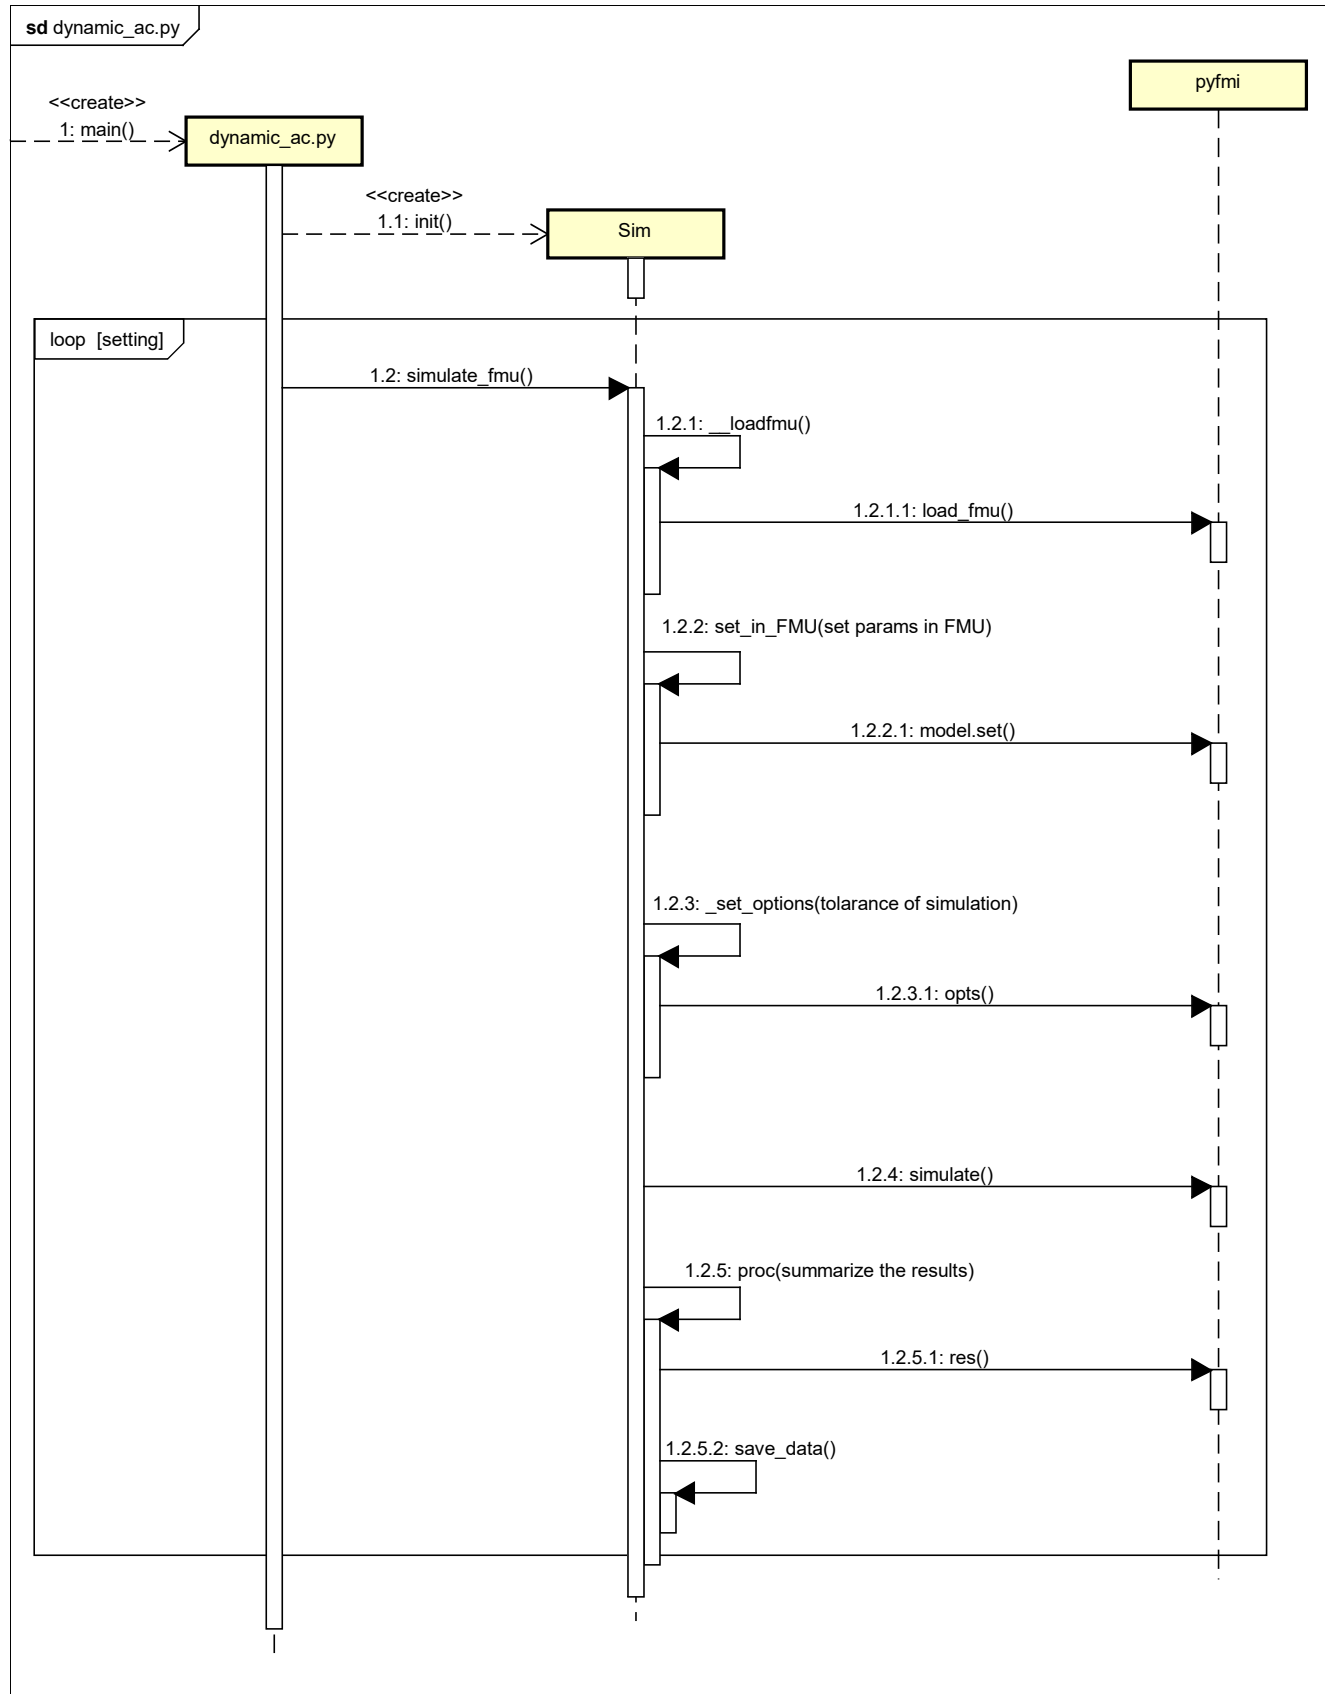 sd dynamic_ac.py
pyfmi
<<create>>
1: main()
dynamic_ac.py
<<create>>
1.1: init()
Sim
loop [setting]
1.2: simulate_fmu()
1.2.1: __loadfmu()
1.2.1.1: load_fmu()
1.2.2: set_in_FMU(set params in FMU)
1.2.2.1: model.set()
1.2.3: _set_options(tolarance of simulation)
1.2.3.1: opts()
1.2.4: simulate()
1.2.5: proc(summarize the results)
1.2.5.1: res()
1.2.5.2: save_data()